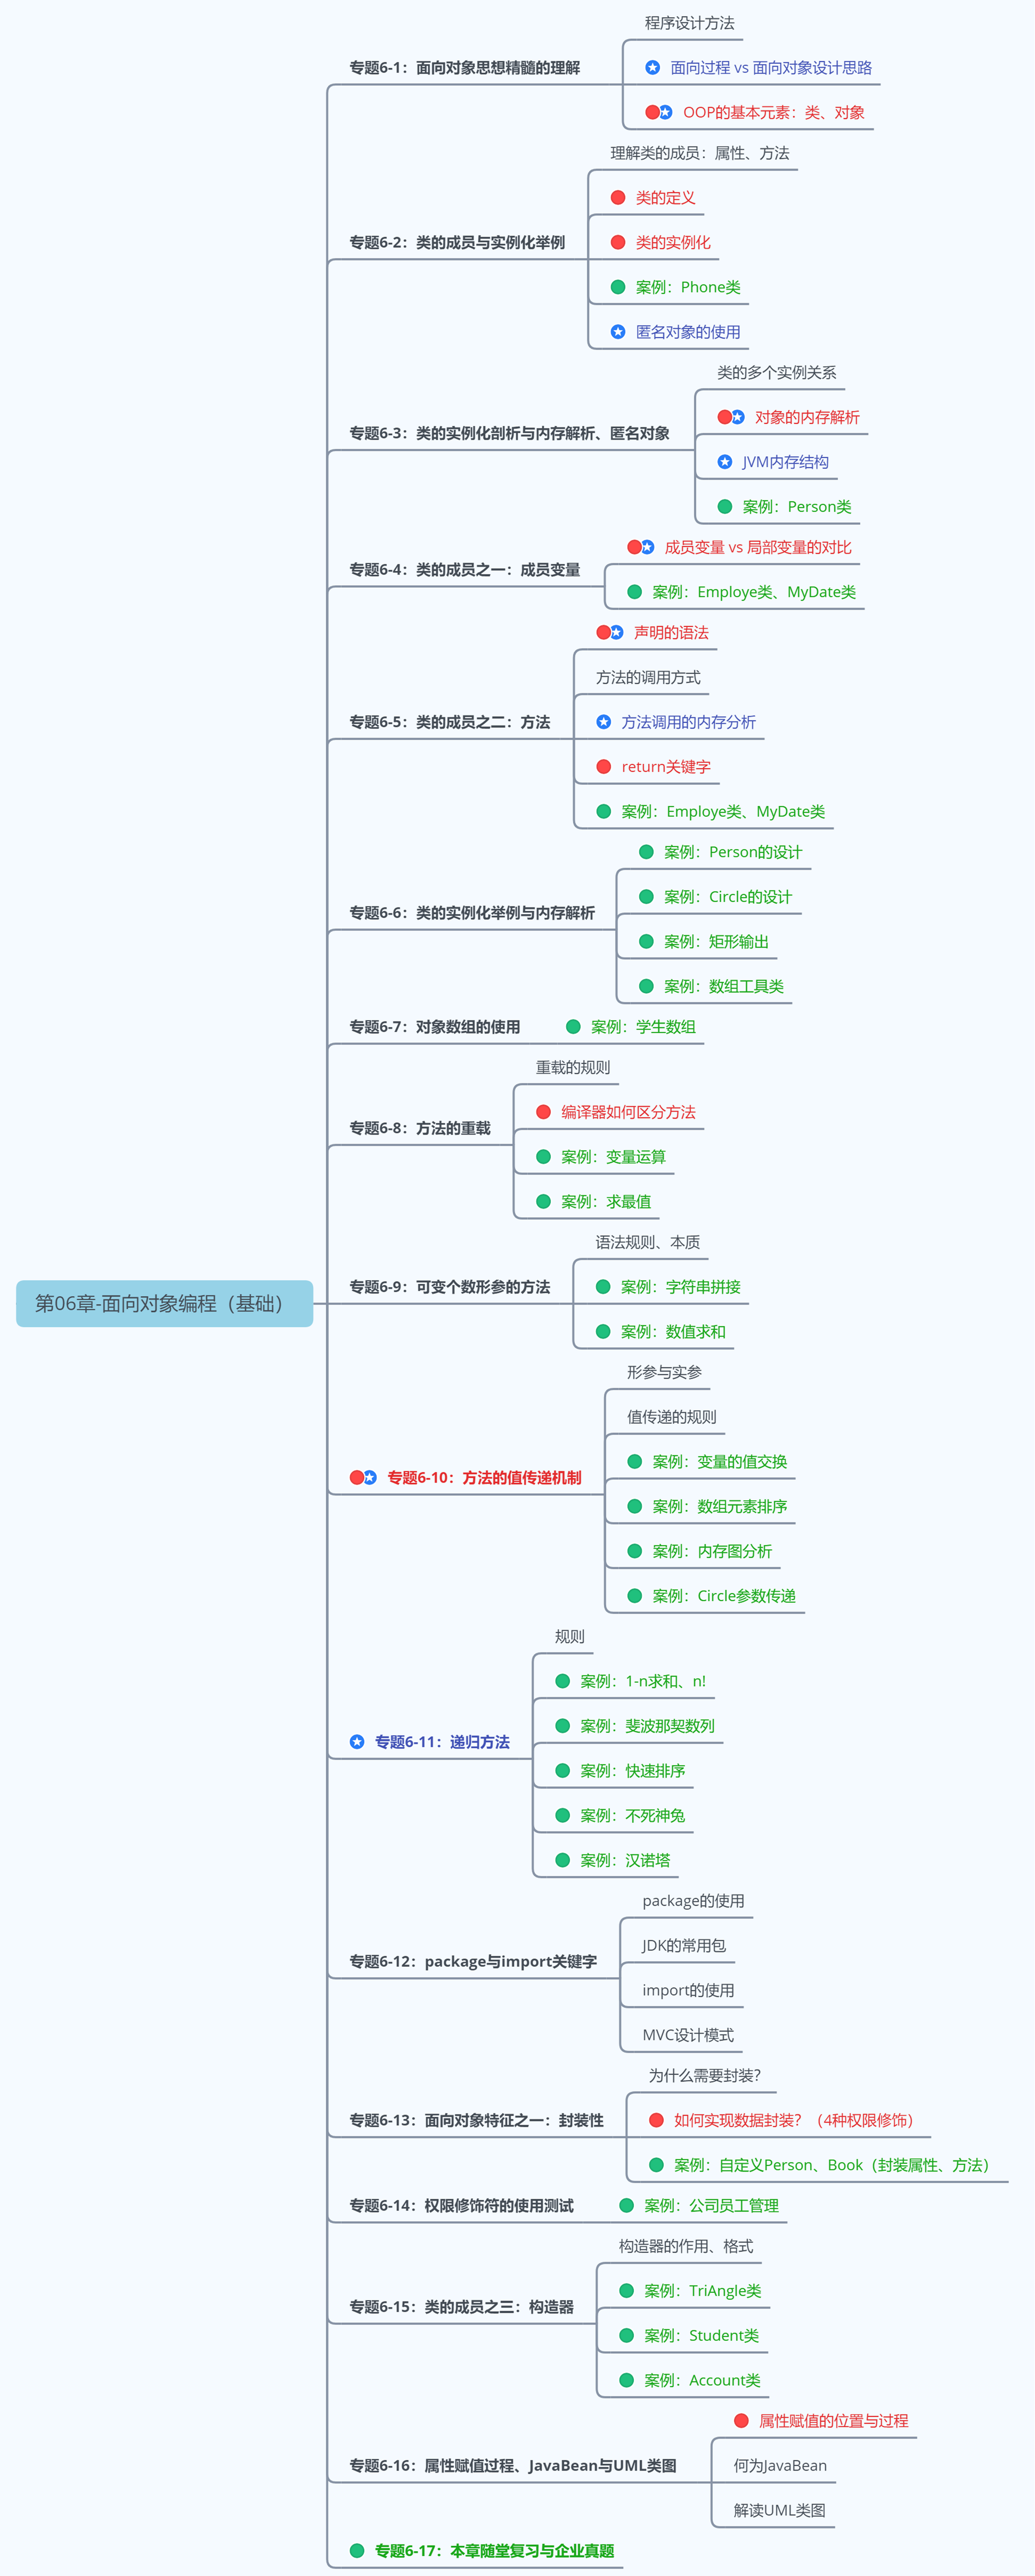 第06章-面向对象编程（基础）
专题6-1：面向对象思想精髓的理解
程序设计方法
面向过程 vs 面向对象设计思路
OOP的基本元素：类、对象
专题6-2：类的成员与实例化举例
理解类的成员：属性、方法
类的定义
类的实例化
案例：Phone类
匿名对象的使用
专题6-3：类的实例化剖析与内存解析、匿名对象
类的多个实例关系
对象的内存解析
JVM内存结构
案例：Person类
专题6-4：类的成员之一：成员变量
成员变量 vs 局部变量的对比
案例：Employe类、MyDate类
专题6-5：类的成员之二：方法
声明的语法
方法的调用方式
方法调用的内存分析
return关键字
案例：Employe类、MyDate类
专题6-6：类的实例化举例与内存解析
案例：Person的设计
案例：Circle的设计
案例：矩形输出
案例：数组工具类
专题6-7：对象数组的使用
案例：学生数组
专题6-8：方法的重载
重载的规则
编译器如何区分方法
案例：变量运算
案例：求最值
专题6-9：可变个数形参的方法
语法规则、本质
案例：字符串拼接
案例：数值求和
专题6-10：方法的值传递机制
形参与实参
值传递的规则
案例：变量的值交换
案例：数组元素排序
案例：内存图分析
案例：Circle参数传递
专题6-11：递归方法
规则
案例：1-n求和、n!
案例：斐波那契数列
案例：快速排序
案例：不死神兔
案例：汉诺塔
专题6-12：package与import关键字
package的使用
JDK的常用包
import的使用
MVC设计模式
专题6-13：面向对象特征之一：封装性
为什么需要封装？
如何实现数据封装？（4种权限修饰）
案例：自定义Person、Book（封装属性、方法）
专题6-14：权限修饰符的使用测试
案例：公司员工管理
专题6-15：类的成员之三：构造器
构造器的作用、格式
案例：TriAngle类
案例：Student类
案例：Account类
专题6-16：属性赋值过程、JavaBean与UML类图
属性赋值的位置与过程
何为JavaBean
解读UML类图
专题6-17：本章随堂复习与企业真题